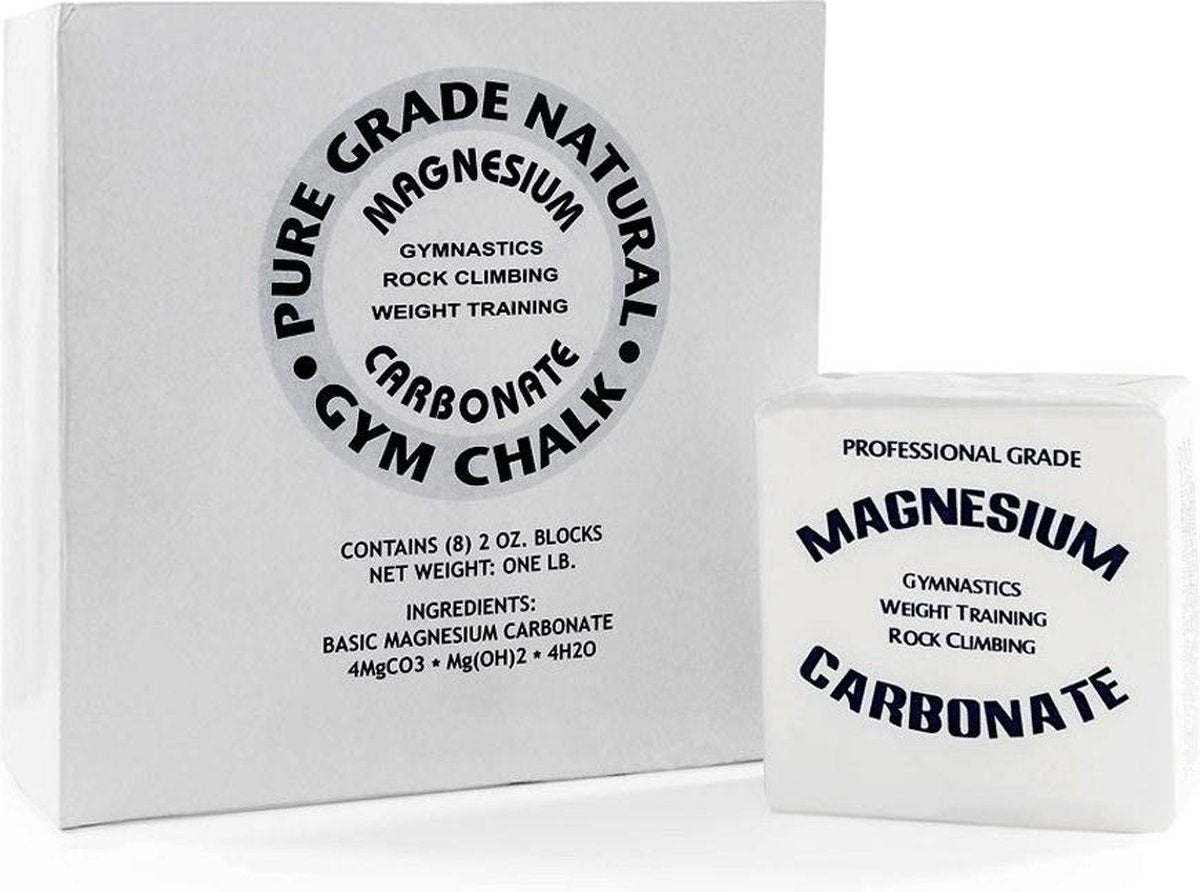 PURE GRADE NATURAL
MAGNESIUM
GYMNASTICS
ROCK CLIMBING
WEIGHT TRAINING
CARBONATE
• GYM CHALK •
CONTAINS (8) 2 OZ. BLOCKS
NET WEIGHT: ONE LB.
INGREDIENTS:
BASIC MAGNESIUM CARBONATE
4MgCO3 * Mg(OH)2 * 4H2O
PROFESSIONAL GRADE
MAGNESIUM
GYMNASTICS
WEIGHT TRAINING
ROCK CLIMBING
CARBONATE